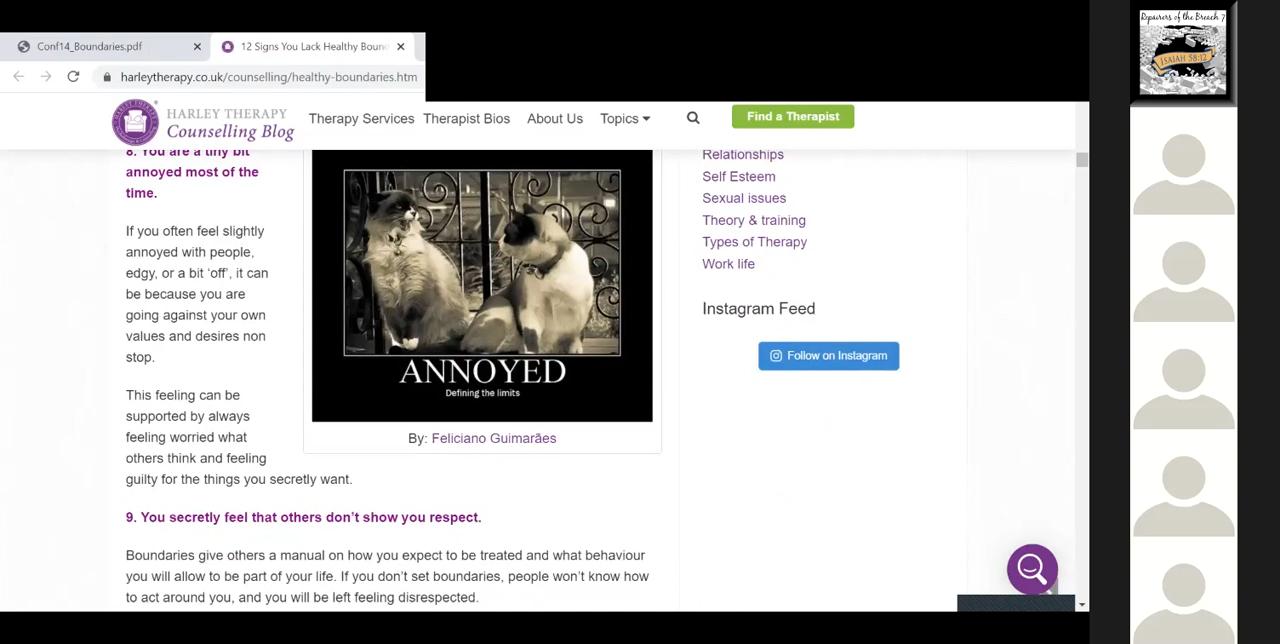 Conf14_Boundaries.pdf
12 Signs You Lack Healthy Boun
harleytherapy.co.uk/counselling/healthy-boundaries.htm
HARLEY THERAPY
Counselling Blog
Therapy Services
Therapist Bios
About Us
Topics
Find a Therapist
8. You are a tiny bit
annoyed most of the
time.
If you often feel slightly
annoyed with people,
edgy, or a bit ‘off’, it can
be because you are
going against your own
values and desires non
stop.
This feeling can be
supported by always
feeling worried what
others think and feeling
guilty for the things you secretly want.
ANNOYED
Defining the limits
By: Feliciano Guimarães
9. You secretly feel that others don’t show you respect.
Boundaries give others a manual on how you expect to be treated and what behaviour
you will allow to be part of your life. If you don’t set boundaries, people won’t know how
to act around you, and you will be left feeling disrespected.
Relationships
Self Esteem
Sexual issues
Theory & training
Types of Therapy
Work life
Instagram Feed
Follow on Instagram
Repairers of the Breach 7
ISAIAH 58:12